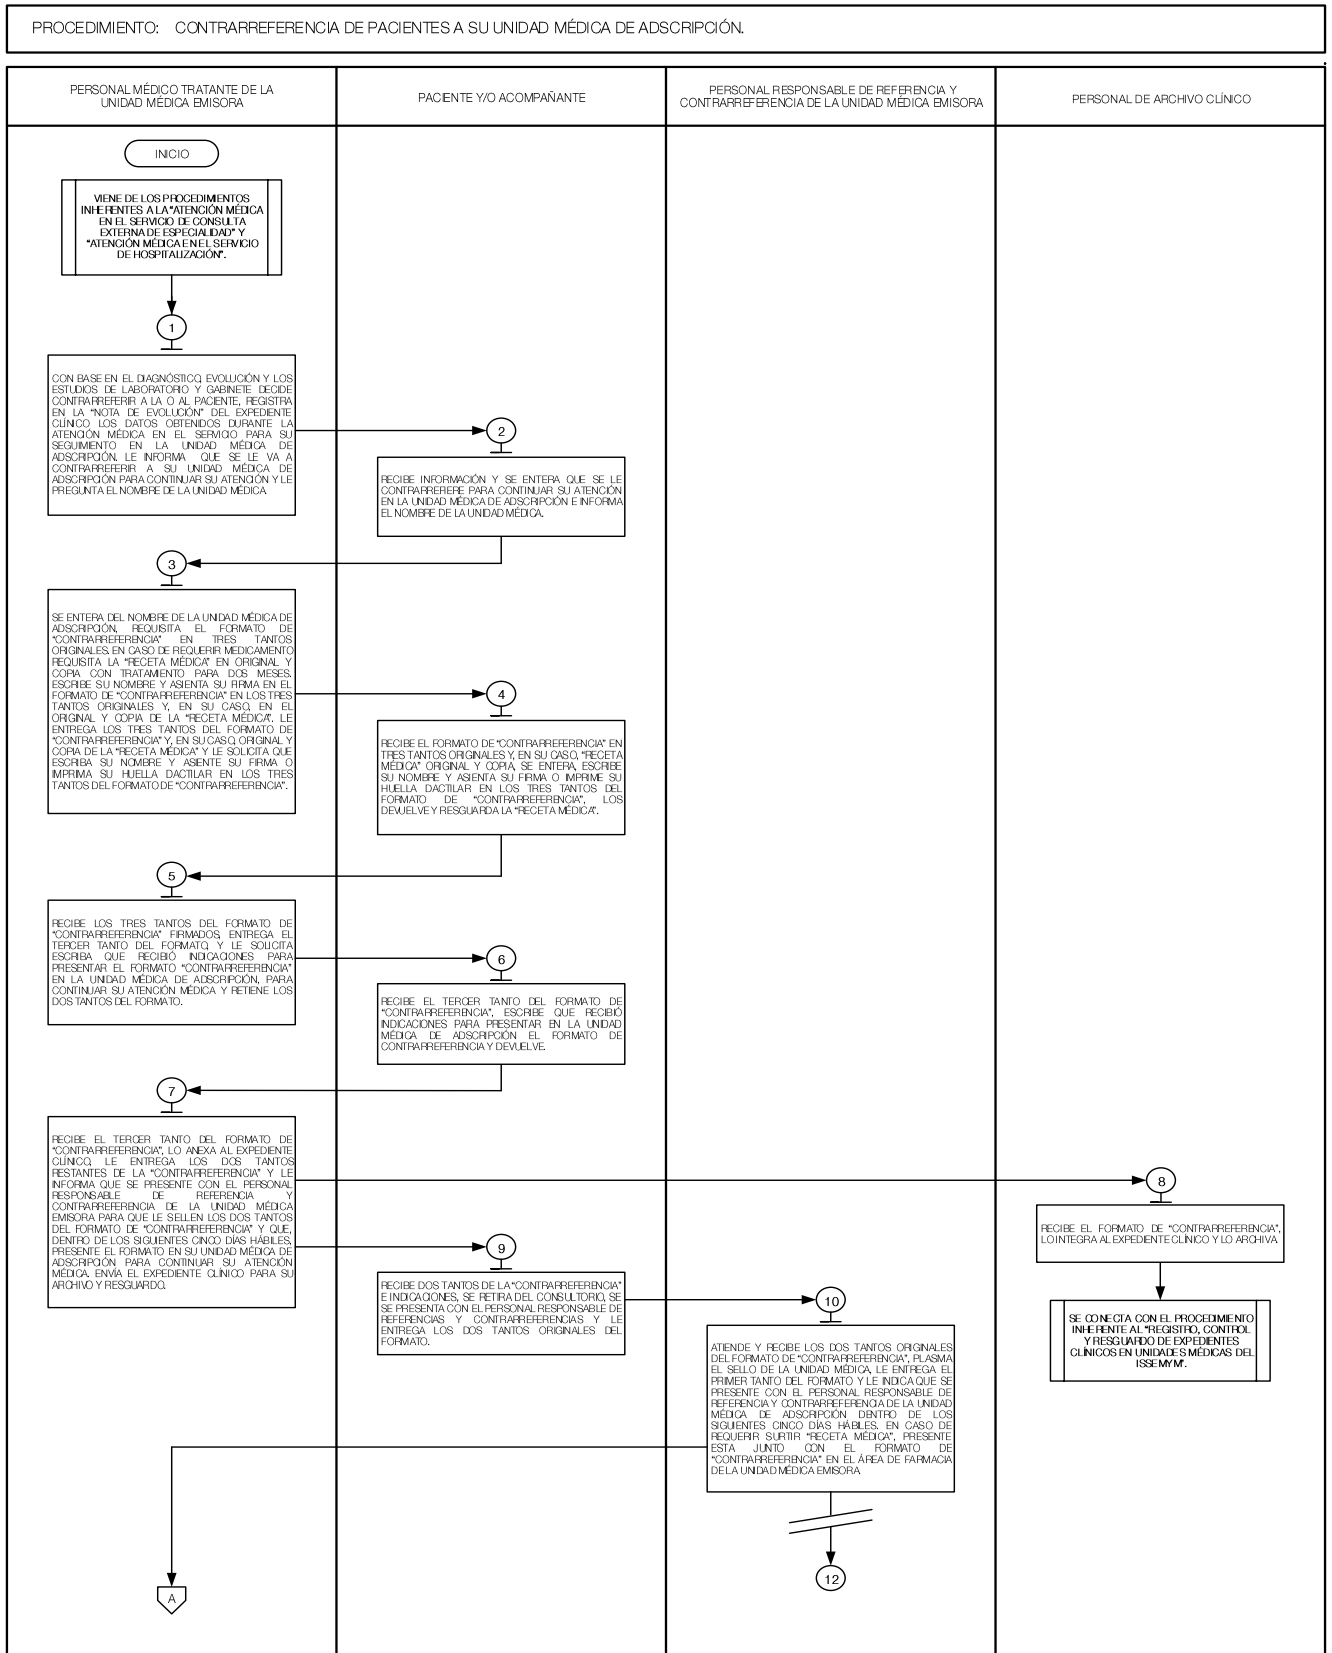 PROCEDIMIENTO: CONTRARREFERENCIA DE PACIENTES A SU UNIDAD MÉDICA DE ADSCRIPCIÓN.
PERSONAL MÉDICO TRATANTE DE LA
UNIDAD MÉDICA EMISORA
PACIENTE Y/O ACOMPAÑANTE
PERSONAL RESPONSABLE DE REFERENCIA Y
CONTRARREFERENCIA DE LA UNIDAD MÉDICA EMISORA
PERSONAL DE ARCHIVO CLÍNICO
INICIO
VIENE DE LOS PROCEDIMIENTOS
INHERENTES A LA "ATENCIÓN MÉDICA
EN EL SERVICIO DE CONSULTA
EXTERNA DE ESPECIALIDAD" Y
"ATENCIÓN MÉDICA EN EL SERVICIO
DE HOSPITALIZACIÓN".
1
CON BASE EN EL DIAGNÓSTICO, EVOLUCIÓN Y LOS
ESTUDIOS DE LABORATORIO Y GABINETE DECIDE
CONTRARREFERIR A LA O AL PACIENTE, REGISTRA
EN LA "NOTA DE EVOLUCIÓN" DEL EXPEDIENTE
CLÍNICO LOS DATOS OBTENIDOS DURANTE LA
ATENCIÓN MÉDICA EN EL SERVICIO PARA SU
SEGUIMIENTO EN LA UNIDAD MÉDICA DE
ADSCRIPCIÓN. LE INFORMA QUE SE LE VA A
CONTRARREFERIR A SU UNIDAD MÉDICA DE
ADSCRIPCIÓN PARA CONTINUAR SU ATENCIÓN Y LE
PREGUNTA EL NOMBRE DE LA UNIDAD MÉDICA.
2
RECIBE INFORMACIÓN Y SE ENTERA QUE SE LE
CONTRARREFIERE PARA CONTINUAR SU ATENCIÓN
EN LA UNIDAD MÉDICA DE ADSCRIPCIÓN E INFORMA
EL NOMBRE DE LA UNIDAD MÉDICA.
3
SE ENTERA DEL NOMBRE DE LA UNIDAD MÉDICA DE
ADSCRIPCIÓN, REQUISITA EL FORMATO DE
"CONTRARREFERENCIA" EN TRES TANTOS
ORIGINALES. EN CASO DE REQUERIR MEDICAMENTO
REQUISITA LA "RECETA MÉDICA" EN ORIGINAL Y
COPIA CON TRATAMIENTO PARA DOS MESES.
ESCRIBE SU NOMBRE Y ASIENTA SU FIRMA EN EL
FORMATO DE "CONTRARREFERENCIA" EN LOS TRES
TANTOS ORIGINALES Y, EN SU CASO, EN EL
ORIGINAL Y COPIA DE LA "RECETA MÉDICA". LE
ENTREGA LOS TRES TANTOS DEL FORMATO DE
"CONTRARREFERENCIA" Y, EN SU CASO, ORIGINAL Y
COPIA DE LA "RECETA MÉDICA" Y LE SOLICITA QUE
ESCRIBA SU NOMBRE Y ASIENTE SU FIRMA O
IMPRIMA SU HUELLA DACTILAR EN LOS TRES
TANTOS DEL FORMATO DE "CONTRARREFERENCIA".
4
RECIBE EL FORMATO DE "CONTRARREFERENCIA" EN
TRES TANTOS ORIGINALES Y, EN SU CASO, "RECETA
MÉDICA" ORIGINAL Y COPIA, SE ENTERA, ESCRIBE
SU NOMBRE Y ASIENTA SU FIRMA O IMPRIME SU
HUELLA DACTILAR EN LOS TRES TANTOS DEL
FORMATO DE "CONTRARREFERENCIA", LOS
DEVUELVE Y RESGUARDA LA "RECETA MÉDICA".
5
RECIBE LOS TRES TANTOS DEL FORMATO DE
"CONTRARREFERENCIA" FIRMADOS, ENTREGA EL
TERCER TANTO DEL FORMATO, Y LE SOLICITA
ESCRIBA QUE RECIBIÓ INDICACIONES PARA
PRESENTAR EL FORMATO "CONTRARREFERENCIA"
EN LA UNIDAD MÉDICA DE ADSCRIPCIÓN, PARA
CONTINUAR SU ATENCIÓN MÉDICA Y RETIENE LOS
DOS TANTOS DEL FORMATO.
6
RECIBE EL TERCER TANTO DEL FORMATO DE
"CONTRARREFERENCIA", ESCRIBE QUE RECIBIÓ
INDICACIONES PARA PRESENTAR EN LA UNIDAD
MÉDICA DE ADSCRIPCIÓN EL FORMATO DE
CONTRARREFERENCIA Y DEVUELVE.
7
RECIBE EL TERCER TANTO DEL FORMATO DE
"CONTRARREFERENCIA", LO ANEXA AL EXPEDIENTE
CLÍNICO, LE ENTREGA LOS DOS TANTOS
RESTANTES DE LA "CONTRARREFERENCIA" Y LE
INFORMA QUE SE PRESENTE CON EL PERSONAL
RESPONSABLE DE REFERENCIA Y
CONTRARREFERENCIA DE LA UNIDAD MÉDICA
EMISORA PARA QUE LE SELLEN LOS DOS TANTOS
DEL FORMATO DE "CONTRARREFERENCIA" Y QUE,
DENTRO DE LOS SIGUIENTES CINCO DÍAS HÁBILES,
PRESENTE EL FORMATO EN SU UNIDAD MÉDICA DE
ADSCRIPCIÓN PARA CONTINUAR SU ATENCIÓN
MÉDICA. ENVÍA EL EXPEDIENTE CLÍNICO PARA SU
ARCHIVO Y RESGUARDO.
8
RECIBE EL FORMATO DE "CONTRARREFERENCIA",
LO INTEGRA AL EXPEDIENTE CLÍNICO Y LO ARCHIVA.
SE CONECTA CON EL PROCEDIMIENTO
INHERENTE AL "REGISTRO, CONTROL
Y RESGUARDO DE EXPEDIENTES
CLÍNICOS EN UNIDADES MÉDICAS DEL
ISSEMYM".
9
RECIBE DOS TANTOS DE LA "CONTRARREFERENCIA"
E INDICACIONES, SE RETIRA DEL CONSULTORIO, SE
SE PRESENTA CON EL PERSONAL RESPONSABLE DE
REFERENCIAS Y CONTRARREFERENCIAS Y LE
ENTREGA LOS DOS TANTOS ORIGINALES DEL
FORMATO.
10
ATIENDE Y RECIBE LOS DOS TANTOS ORIGINALES
DEL FORMATO DE "CONTRARREFERENCIA", PLASMA
EL SELLO DE LA UNIDAD MÉDICA, LE ENTREGA EL
PRIMER TANTO DEL FORMATO Y LE INDICA QUE SE
PRESENTE CON EL PERSONAL RESPONSABLE DE
REFERENCIA Y CONTRARREFERENCIA DE LA UNIDAD
MÉDICA DE ADSCRIPCIÓN DENTRO DE LOS
SIGUIENTES CINCO DÍAS HÁBILES. EN CASO DE
REQUERIR SURTIR "RECETA MÉDICA", PRESENTE
ESTA JUNTO CON EL FORMATO DE
"CONTRARREFERENCIA" EN EL ÁREA DE FARMACIA
DE LA UNIDAD MÉDICA EMISORA.
12
A